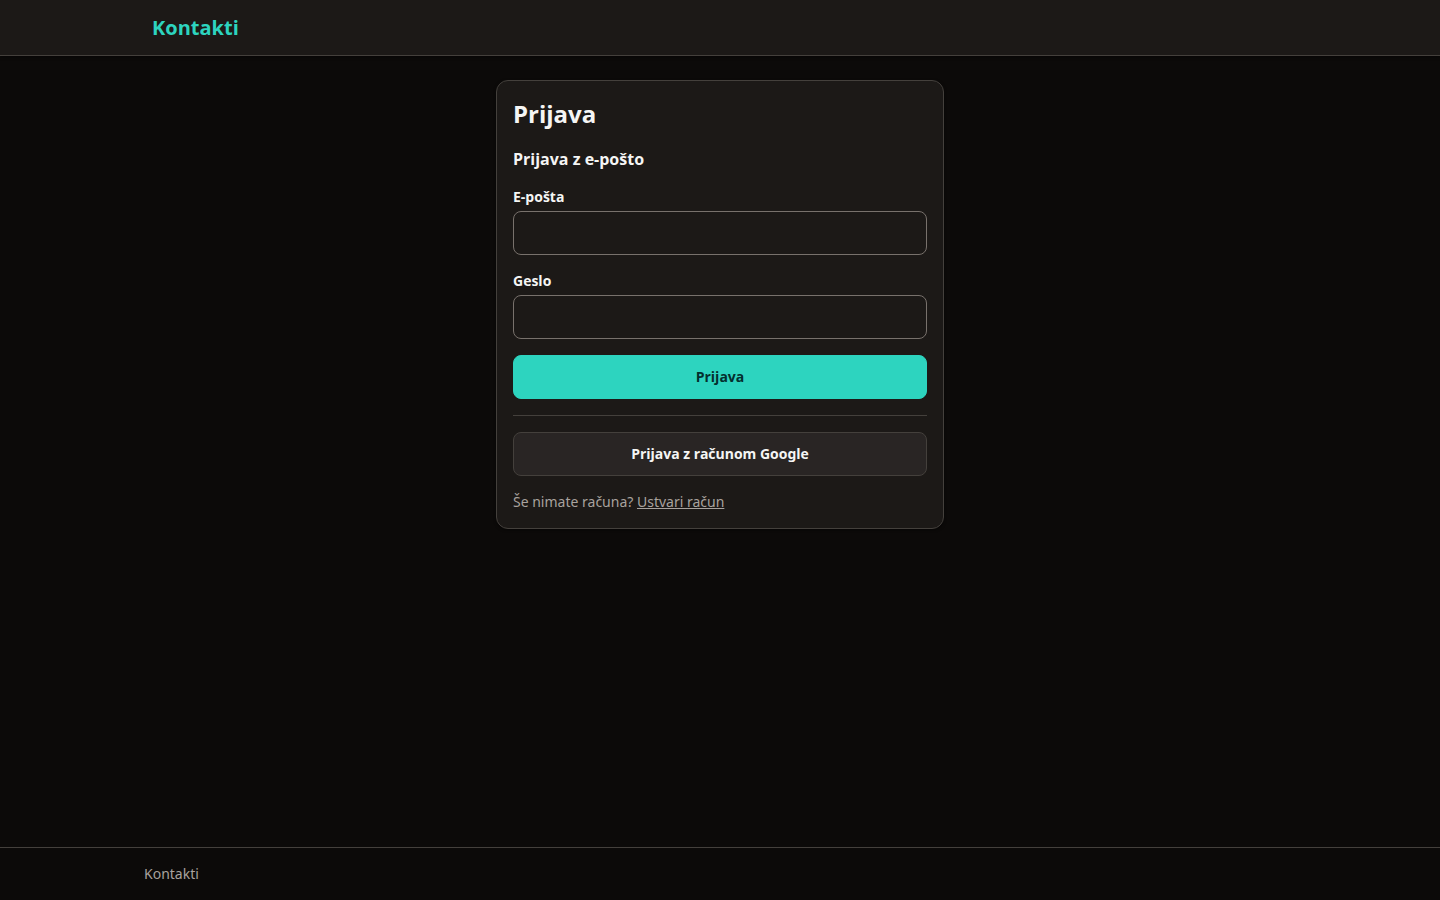 Kontakti
Prijava
Prijava z e-pošto
E-pošta
Geslo
Prijava
Prijava z računom Google
Še nimate računa? Ustvari račun
Kontakti